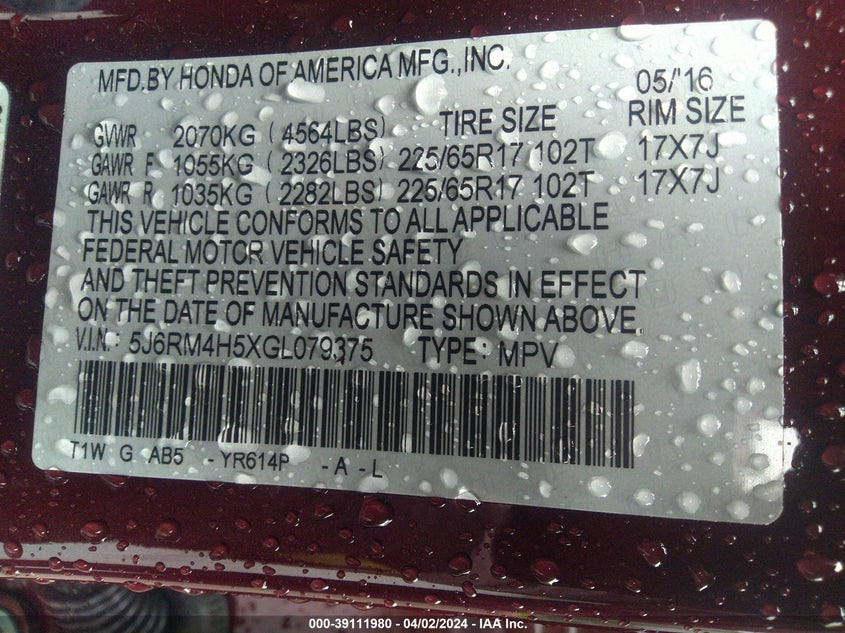 MFD.BY HONDA OF AMERICA MFG.,INC. 05/'16
GVWR 2070KG (4564LBS) TIRE SIZE RIM SIZE
GAWR F 1055KG (2326LBS) 225/65R17 102T 17X7J
GAWR R 1035KG (2282LBS) 225/65R17 102T 17X7J
THIS VEHICLE CONFORMS TO ALL APPLICABLE
FEDERAL MOTOR VEHICLE SAFETY
AND THEFT PREVENTION STANDARDS IN EFFECT
ON THE DATE OF MANUFACTURE SHOWN ABOVE.
V.I.N.: 5J6RM4H5XGL079375 TYPE: MPV
T1W G AB5 - YR614P - A - L
000-39111980 - 04/02/2024 - IAA Inc.